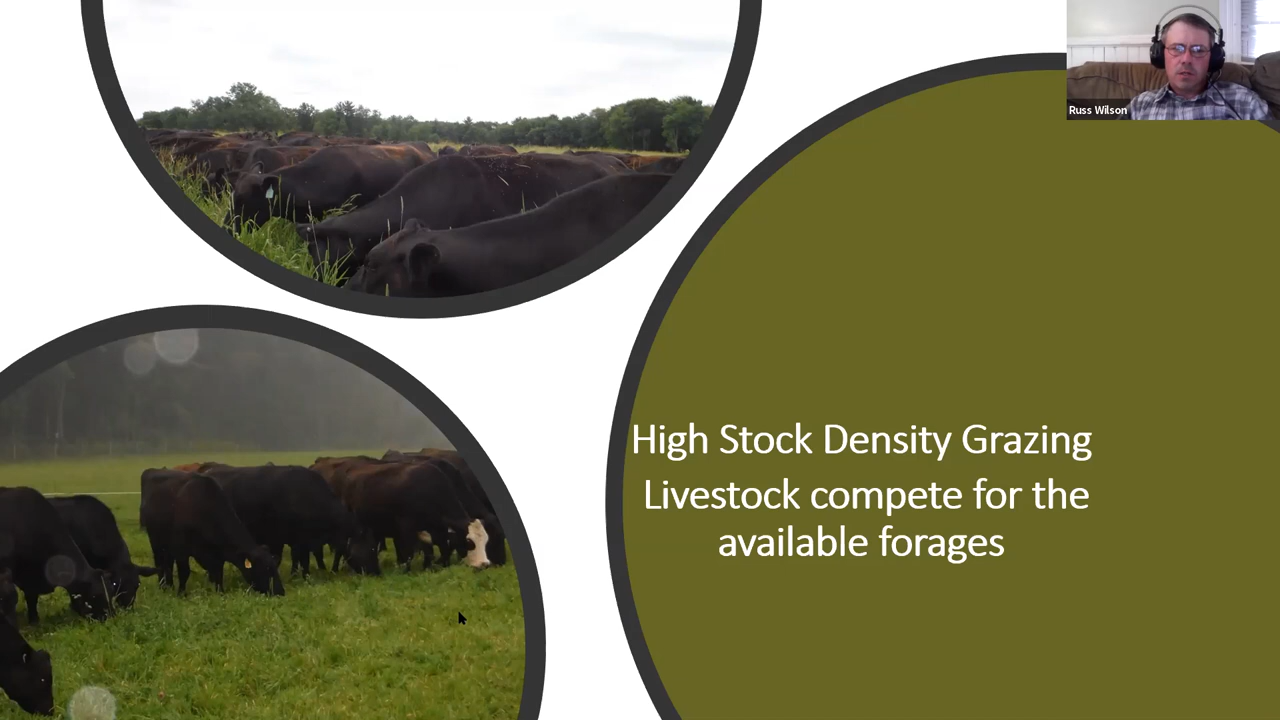 Russ Wilson
High Stock Density Grazing
Livestock compete for the
available forages